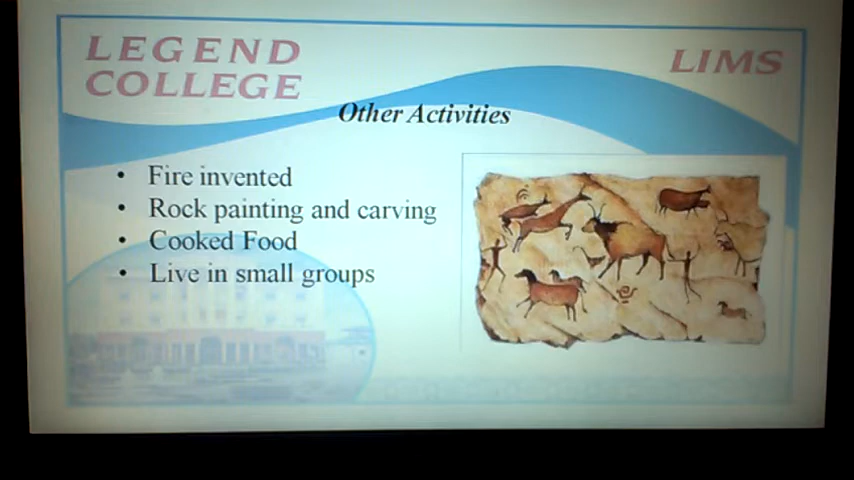 LEGEND
COLLEGE
LIMS
Other Activities
• Fire invented
• Rock painting and carving
• Cooked Food
• Live in small groups